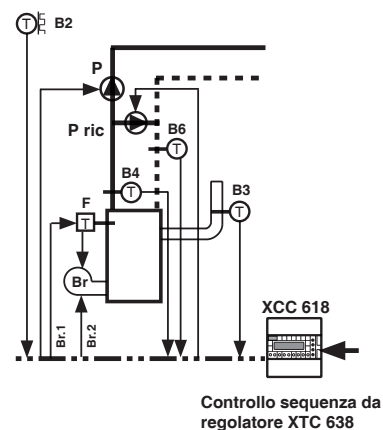 T B2
P
P ric
B6
T
B4
T
F
T
B3
T
Br
Br.1
Br.2
XCC 618
Controllo sequenza da
regolatore XTC 638